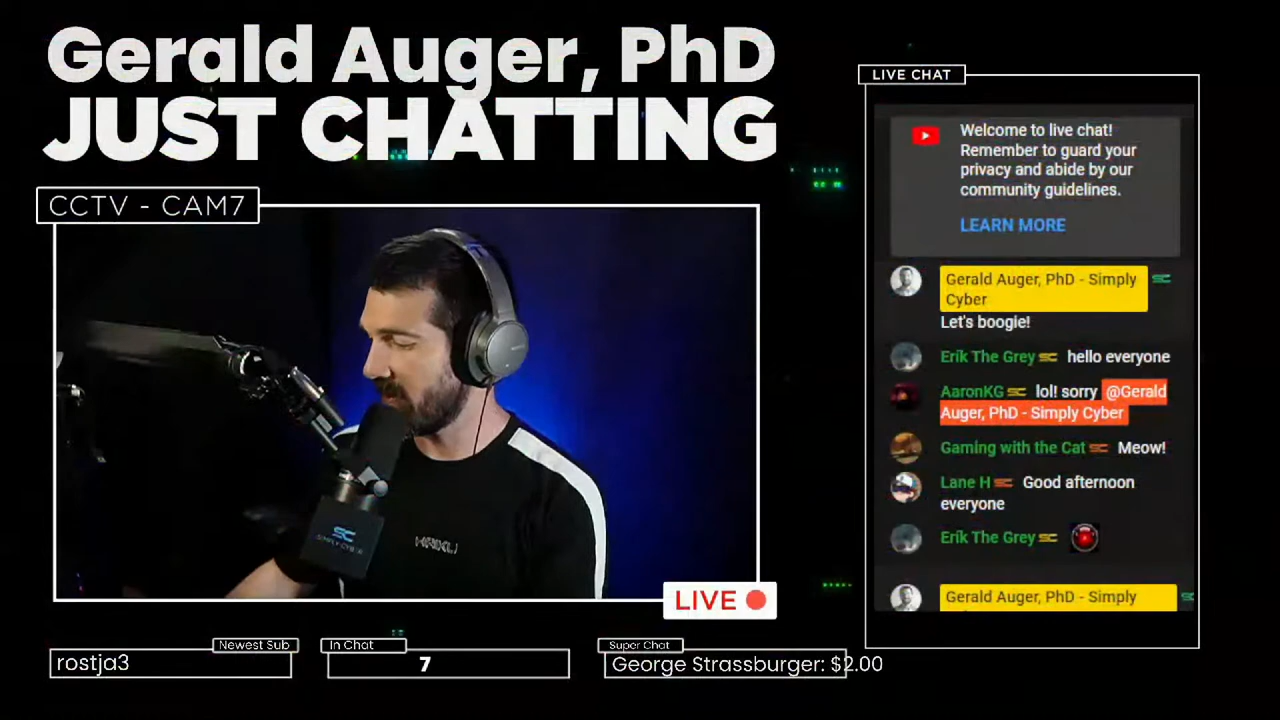 Gerald Auger, PhD
JUST CHATTING
CCTV - CAM7
LIVE
SC
SIMPLY CYBER
Newest Sub
rostja3
In Chat
7
Super Chat
George Strassburger: $2.00
LIVE CHAT
Welcome to live chat!
Remember to guard your
privacy and abide by our
community guidelines.
LEARN MORE
Gerald Auger, PhD - Simply
Cyber
Let's boogie!
Erik The Grey hello everyone
AaronKG lol! sorry @Gerald
Auger, PhD - Simply Cyber
Gaming with the Cat Meow!
Lane H Good afternoon
everyone
Erik The Grey
Gerald Auger, PhD - Simply